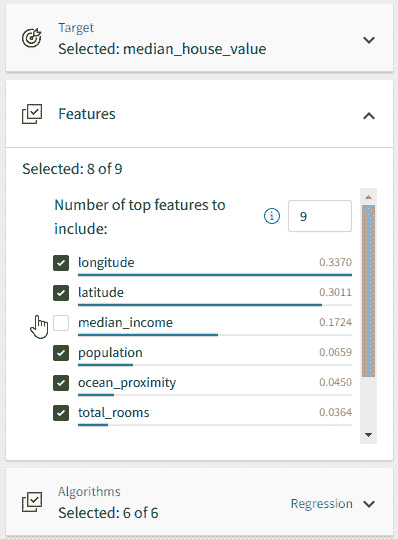 Target
Selected: median_house_value
Features
Selected: 8 of 9
Number of top features to
include:
9
longitude 0.3370
latitude 0.3011
median_income 0.1724
population 0.0659
ocean_proximity 0.0450
total_rooms 0.0364
Algorithms
Selected: 6 of 6
Regression